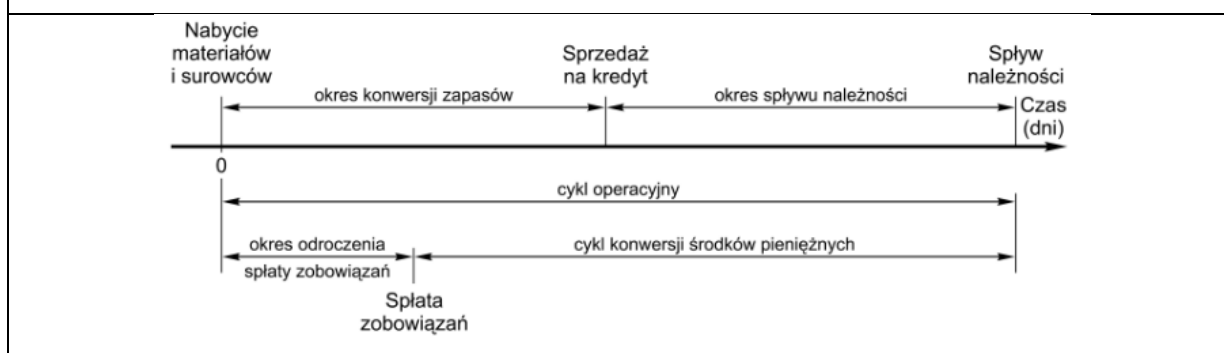 Nabycie
materiałów
i surowców
Sprzedaż
na kredyt
Spływ
należności
okres konwersji zapasów
okres spływu należności
Czas
(dni)
0
cykl operacyjny
okres odroczenia
spłaty zobowiązań
cykl konwersji środków pieniężnych
Spłata
zobowiązań